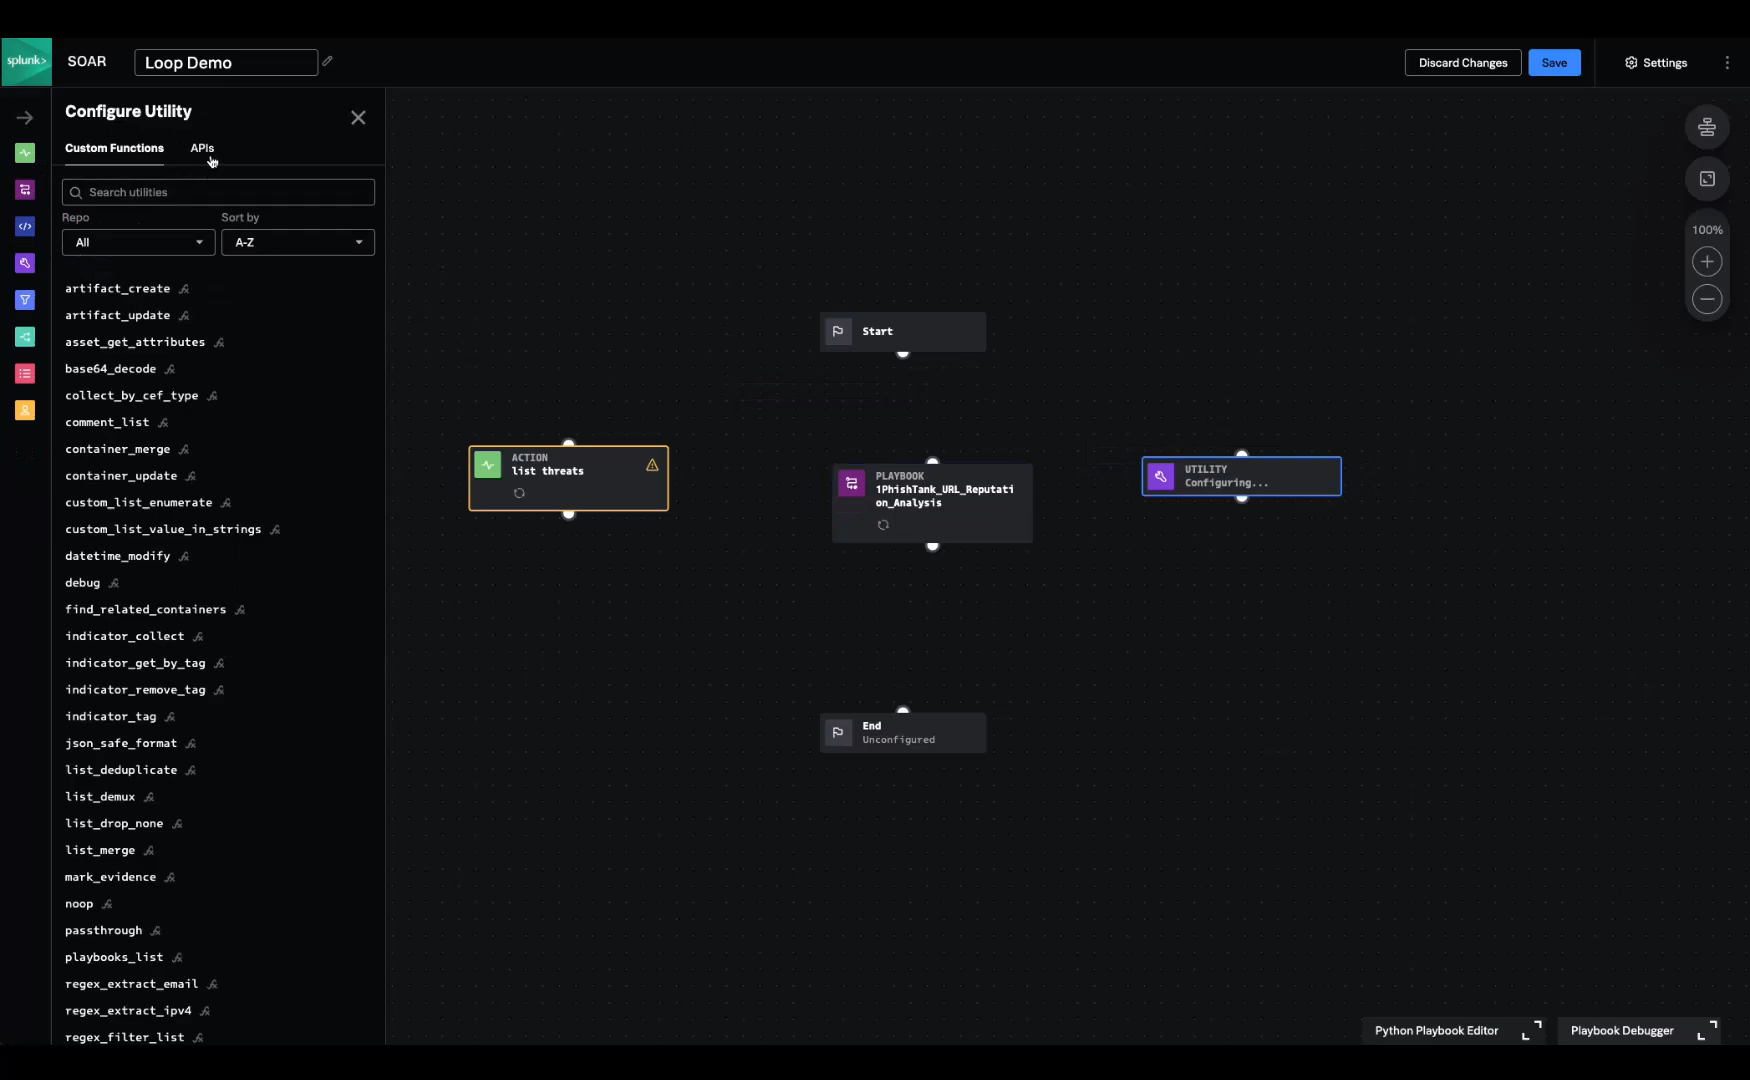 splunk>
SOAR
Loop Demo
Discard Changes
Save
Settings
Configure Utility
Custom Functions
APIs
Search utilities
Repo
Sort by
All
A-Z
artifact_create
artifact_update
asset_get_attributes
base64_decode
collect_by_cef_type
comment_list
container_merge
container_update
custom_list_enumerate
custom_list_value_in_strings
datetime_modify
debug
find_related_containers
indicator_collect
indicator_get_by_tag
indicator_remove_tag
indicator_tag
json_safe_format
list_deduplicate
list_demux
list_drop_none
list_merge
mark_evidence
noop
passthrough
playbooks_list
regex_extract_email
regex_extract_ipv4
regex_filter_list
Start
ACTION
list threats
PLAYBOOK
1PhishTank_URL_Reputati
on_Analysis
UTILITY
Configuring...
End
Unconfigured
100%
Python Playbook Editor
Playbook Debugger